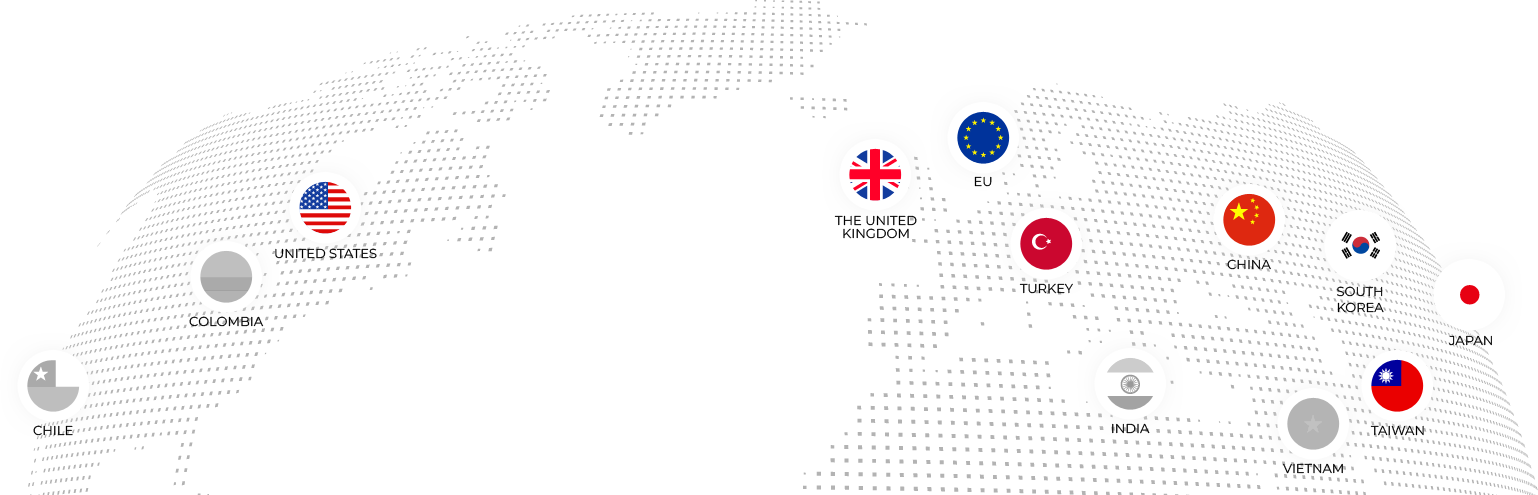 EU
THE UNITED
KINGDOM
UNITED STATES
CHINA
TURKEY
SOUTH
KOREA
COLOMBIA
JAPAN
CHILE
INDIA
TAIWAN
VIETNAM